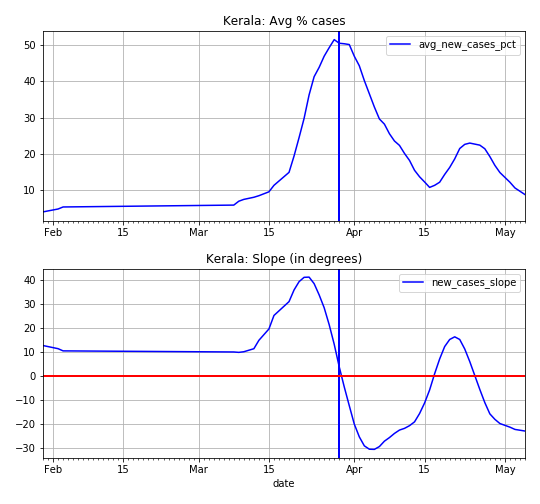 Kerala: Avg % cases
avg_new_cases_pct
50
40
30
20
10
Feb 15 Mar 15 Apr 15 May
Kerala: Slope (in degrees)
new_cases_slope
40
30
20
10
0
−10
−20
−30
Feb 15 Mar 15 Apr 15 May
date